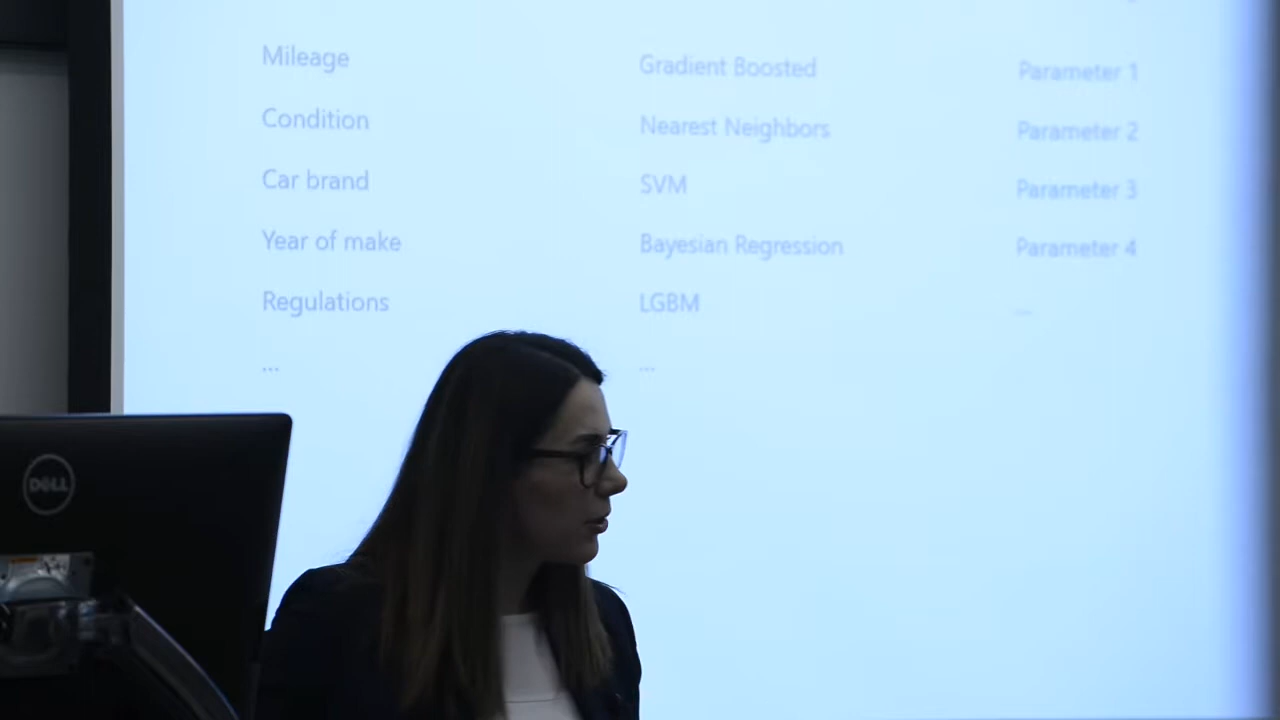 Mileage
Condition
Car brand
Year of make
Regulations
...
Gradient Boosted
Nearest Neighbors
SVM
Bayesian Regression
LGBM
...
Parameter 1
Parameter 2
Parameter 3
Parameter 4
...
DELL